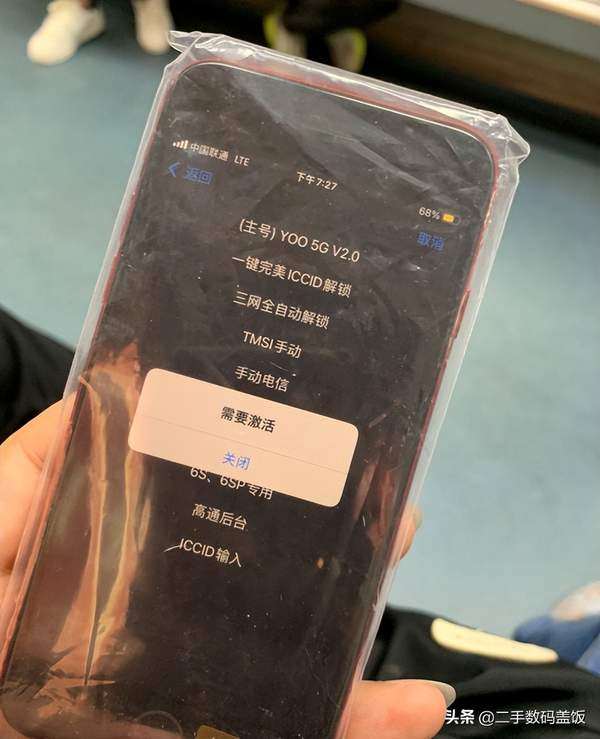 中国联通 LTE
下午7:27
68%
返回
取消
(主号) YOO 5G V2.0
一键完美ICCID解锁
三网全自动解锁
TMSI手动
手动电信
需要激活
关闭
6S、6SP专用
高通后台
ICCID输入
头条 @二手数码盖饭